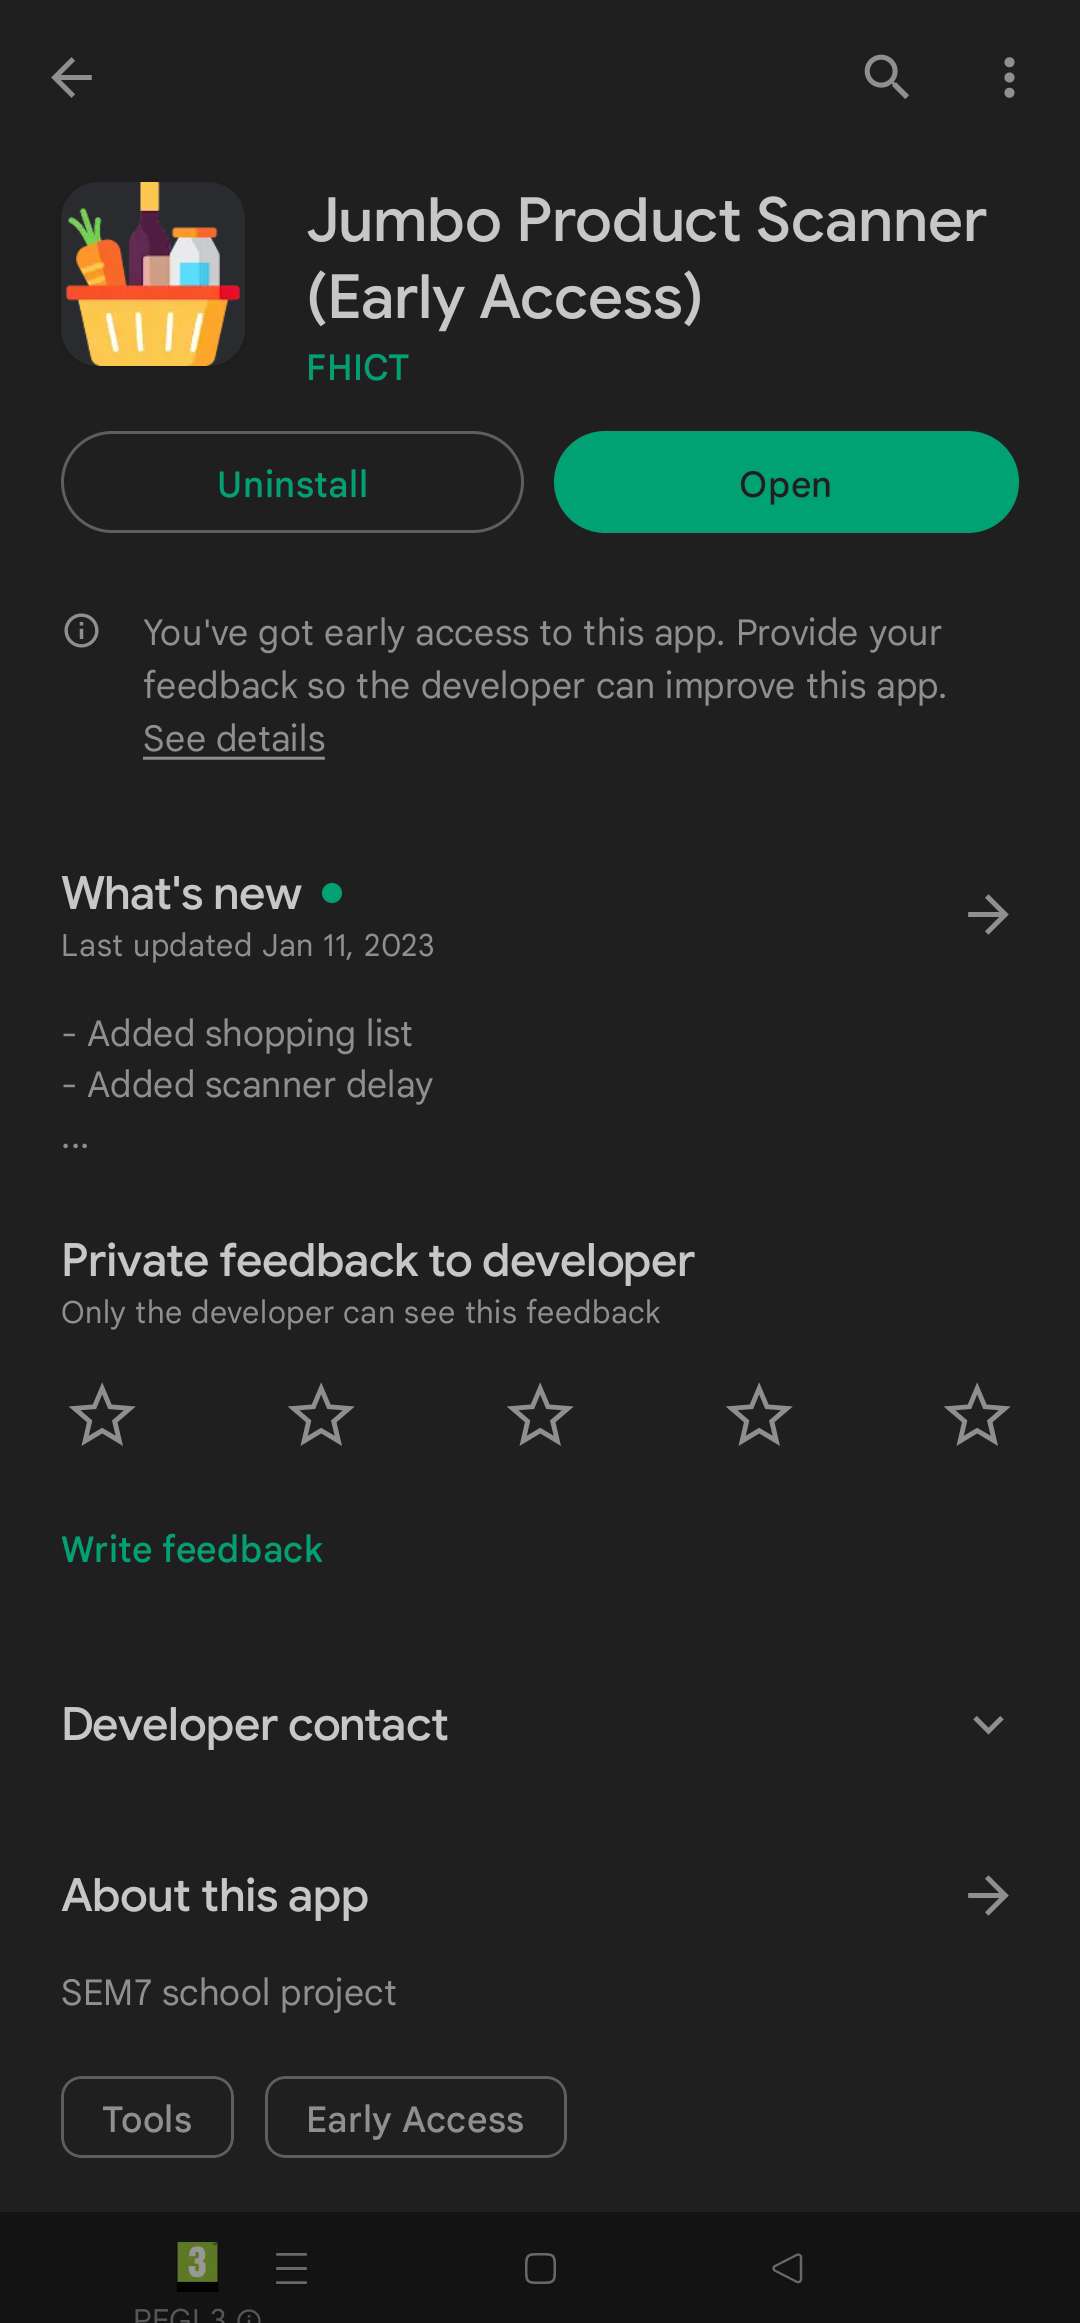 Jumbo Product Scanner
(Early Access)
FHICT
Uninstall
Open
You've got early access to this app. Provide your
feedback so the developer can improve this app.
See details
What's new
Last updated Jan 11, 2023
- Added shopping list
- Added scanner delay
...
Private feedback to developer
Only the developer can see this feedback
Write feedback
Developer contact
About this app
SEM7 school project
Tools
Early Access
3
PEGI 3